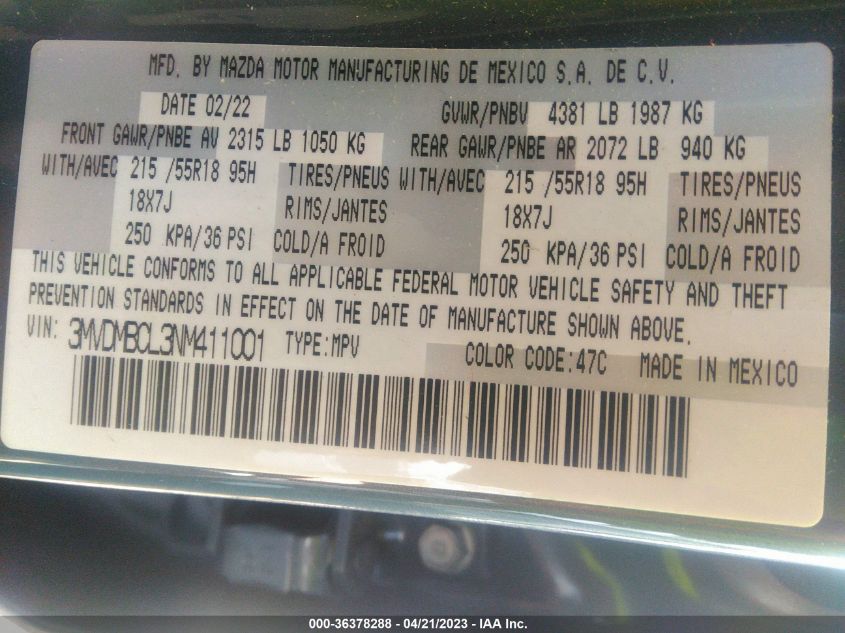 MFD. BY MAZDA MOTOR MANUFACTURING DE MEXICO S.A. DE C.V.
DATE 02/22 GVWR/PNBV 4381 LB 1987 KG
FRONT GAWR/PNBE AV 2315 LB 1050 KG REAR GAWR/PNBE AR 2072 LB 940 KG
WITH/AVEC 215 /55R18 95H TIRES/PNEUS WITH/AVEC 215 /55R18 95H TIRES/PNEUS
18X7J RIMS/JANTES 18X7J RIMS/JANTES
250 KPA/36 PSI COLD/A FROID 250 KPA/36 PSI COLD/A FROID
THIS VEHICLE CONFORMS TO ALL APPLICABLE FEDERAL MOTOR VEHICLE SAFETY AND THEFT
PREVENTION STANDARDS IN EFFECT ON THE DATE OF MANUFACTURE SHOWN ABOVE.
VIN: 3MVDMBCL3NM411001 TYPE:MPV COLOR CODE:47C MADE IN MEXICO
000-36378288 - 04/21/2023 - IAA Inc.